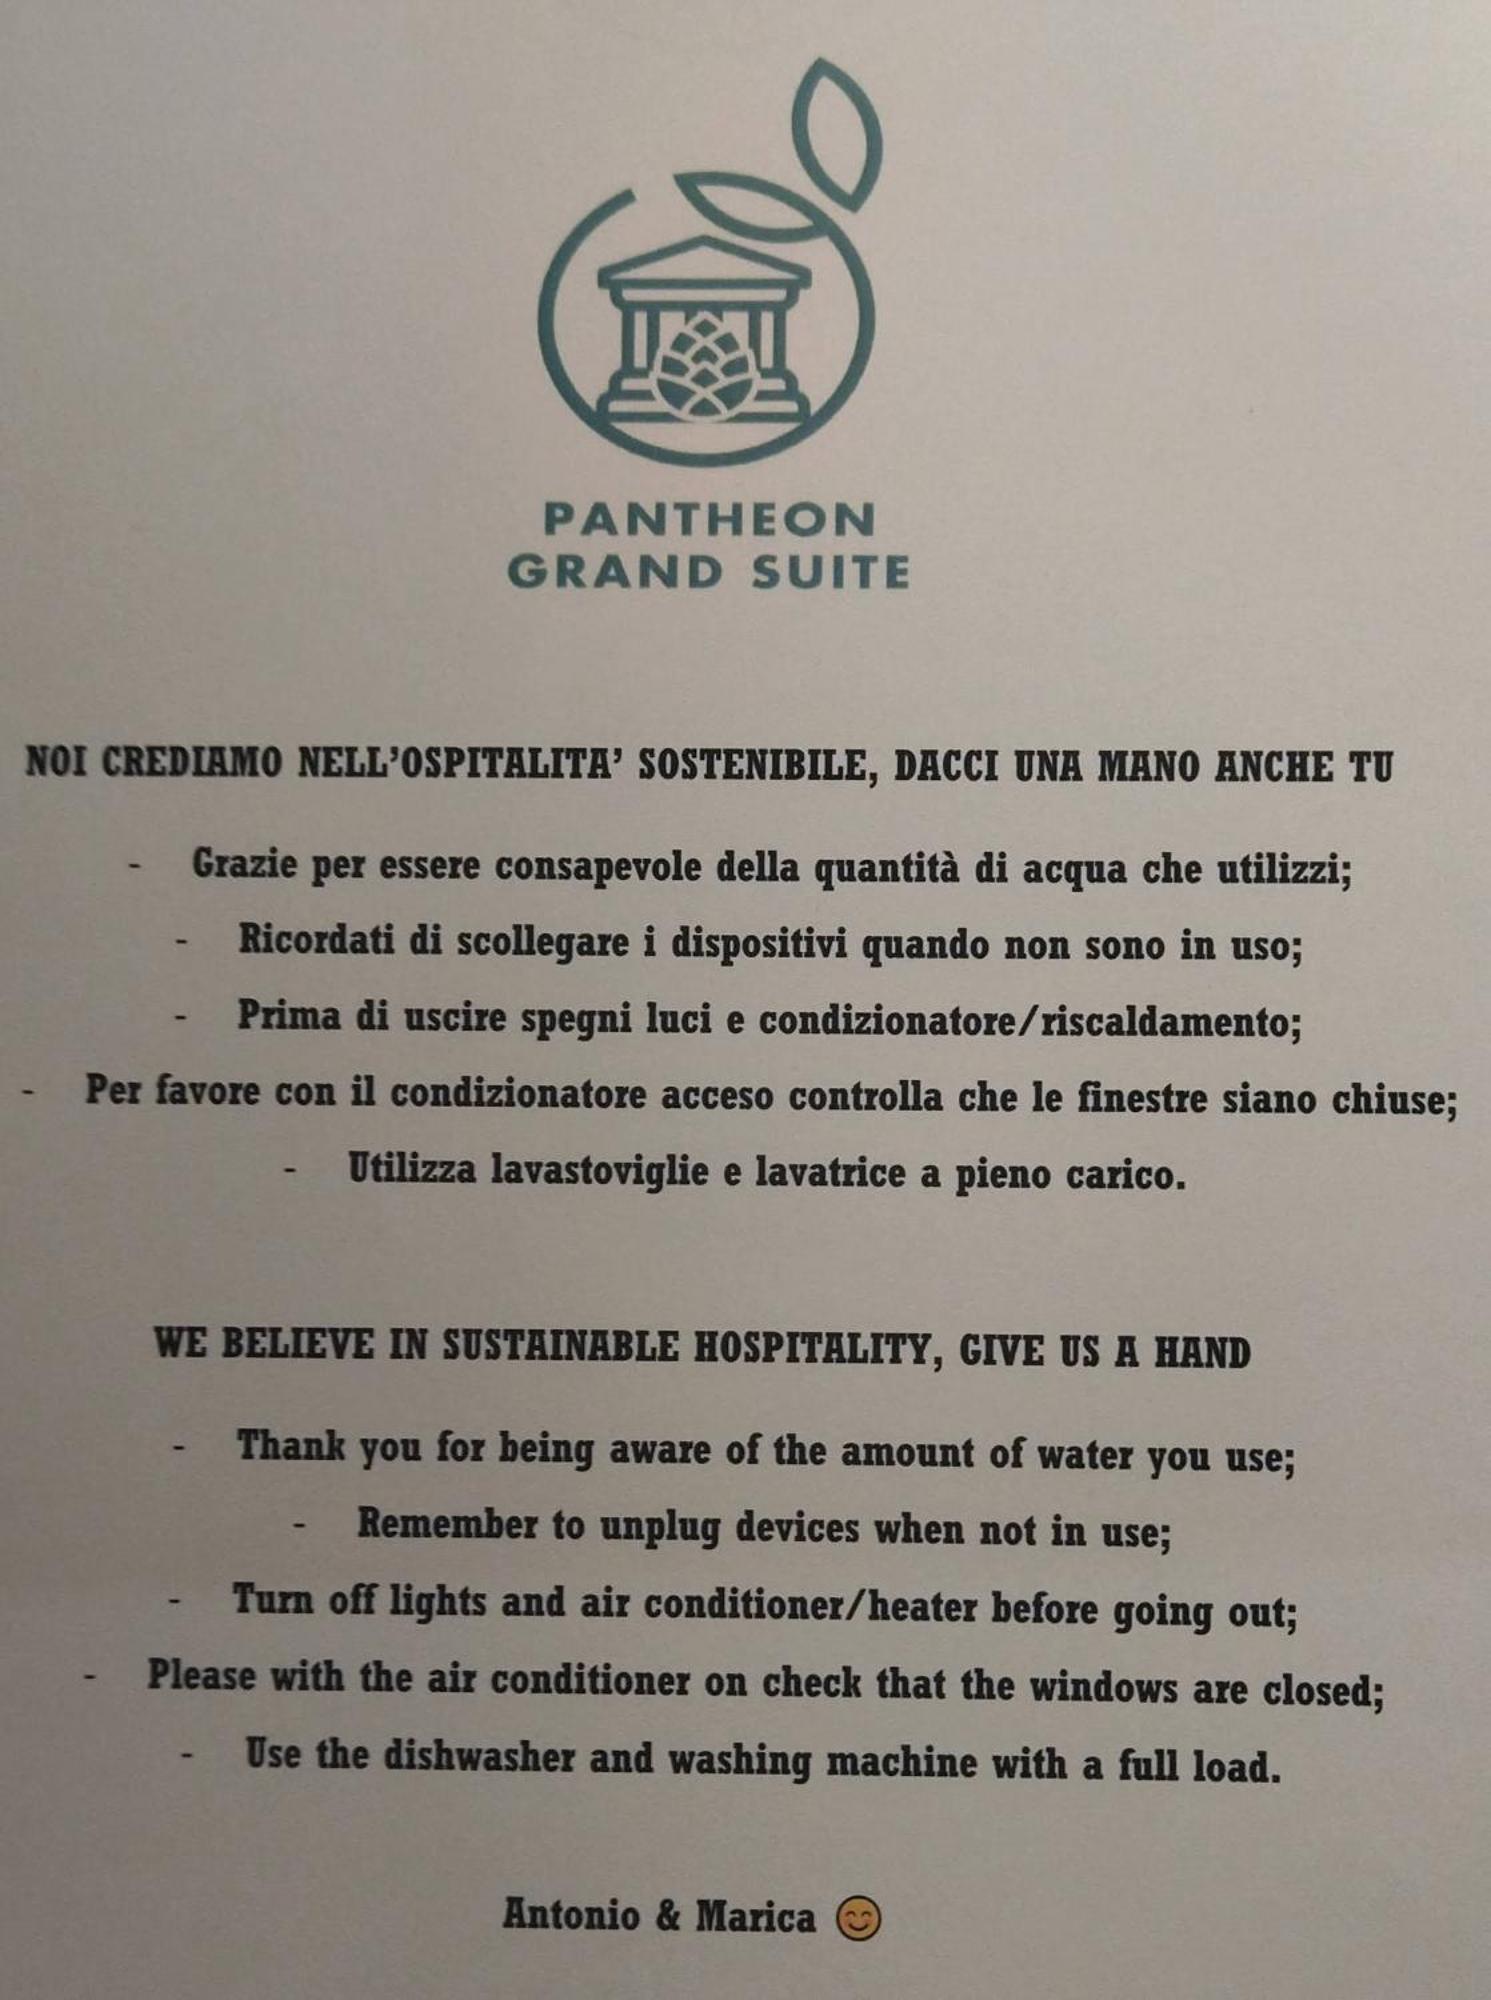 PANTHEON
GRAND SUITE
NOI CREDIAMO NELL'OSPITALITA' SOSTENIBILE, DACCI UNA MANO ANCHE TU
- Grazie per essere consapevole della quantità di acqua che utilizzi;
- Ricordati di scollegare i dispositivi quando non sono in uso;
- Prima di uscire spegni luci e condizionatore/riscaldamento;
- Per favore con il condizionatore acceso controlla che le finestre siano chiuse;
- Utilizza lavastoviglie e lavatrice a pieno carico.
WE BELIEVE IN SUSTAINABLE HOSPITALITY, GIVE US A HAND
- Thank you for being aware of the amount of water you use;
- Remember to unplug devices when not in use;
- Turn off lights and air conditioner/heater before going out;
- Please with the air conditioner on check that the windows are closed;
- Use the dishwasher and washing machine with a full load.
Antonio & Marica 😊